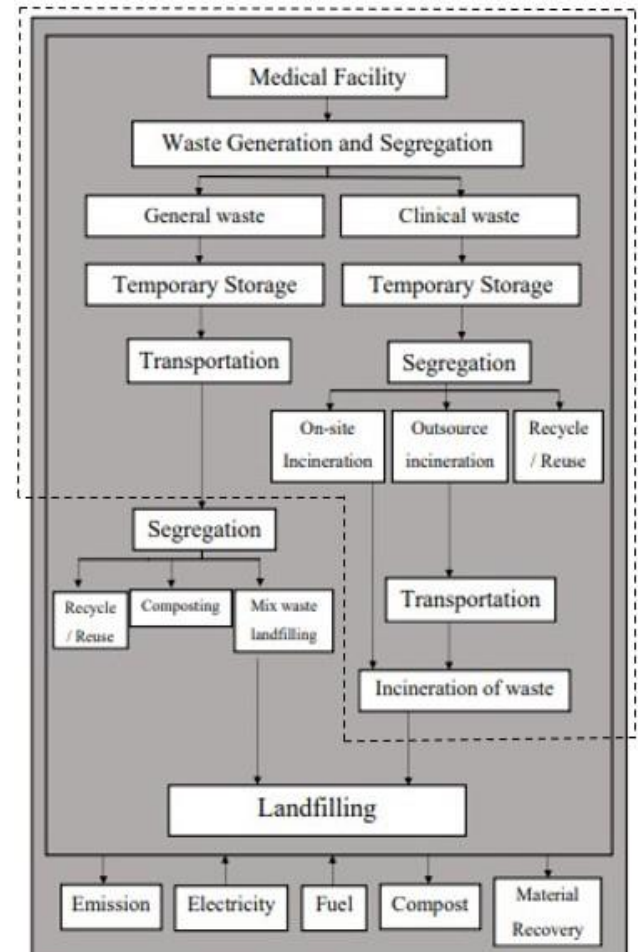 Medical Facility
Waste Generation and Segregation
General waste
Clinical waste
Temporary Storage
Temporary Storage
Transportation
Segregation
On-site
Incineration
Outsource
incineration
Recycle
/ Reuse
Segregation
Recycle
/ Reuse
Composting
Mix waste
landfilling
Transportation
Incineration of waste
Landfilling
Emission
Electricity
Fuel
Compost
Material
Recovery